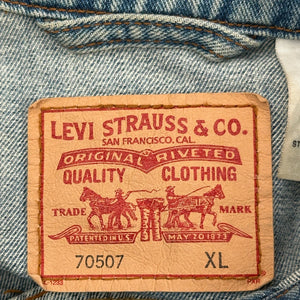 LEVI STRAUSS & CO.
SAN FRANCISCO, CAL.
ORIGINAL RIVETED
QUALITY CLOTHING
TRADE MARK
PATENTED IN U.S. MAY 20 1873
70507 XL